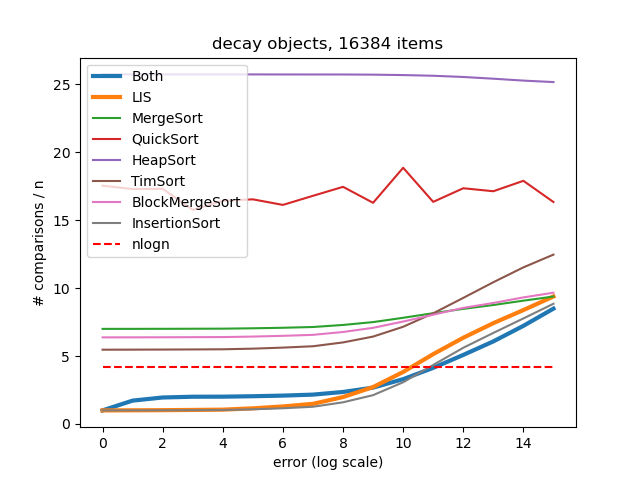 decay objects, 16384 items
25
20
15
10
5
0
# comparisons / n
Both
LIS
MergeSort
QuickSort
HeapSort
TimSort
BlockMergeSort
InsertionSort
nlogn
0 2 4 6 8 10 12 14
error (log scale)